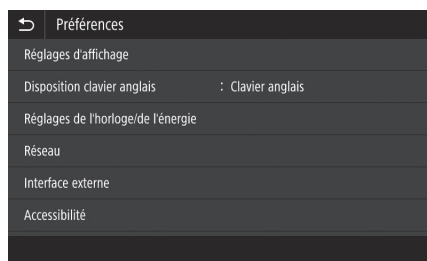 Préférences
Réglages d'affichage
Disposition clavier anglais : Clavier anglais
Réglages de l'horloge/de l'énergie
Réseau
Interface externe
Accessibilité